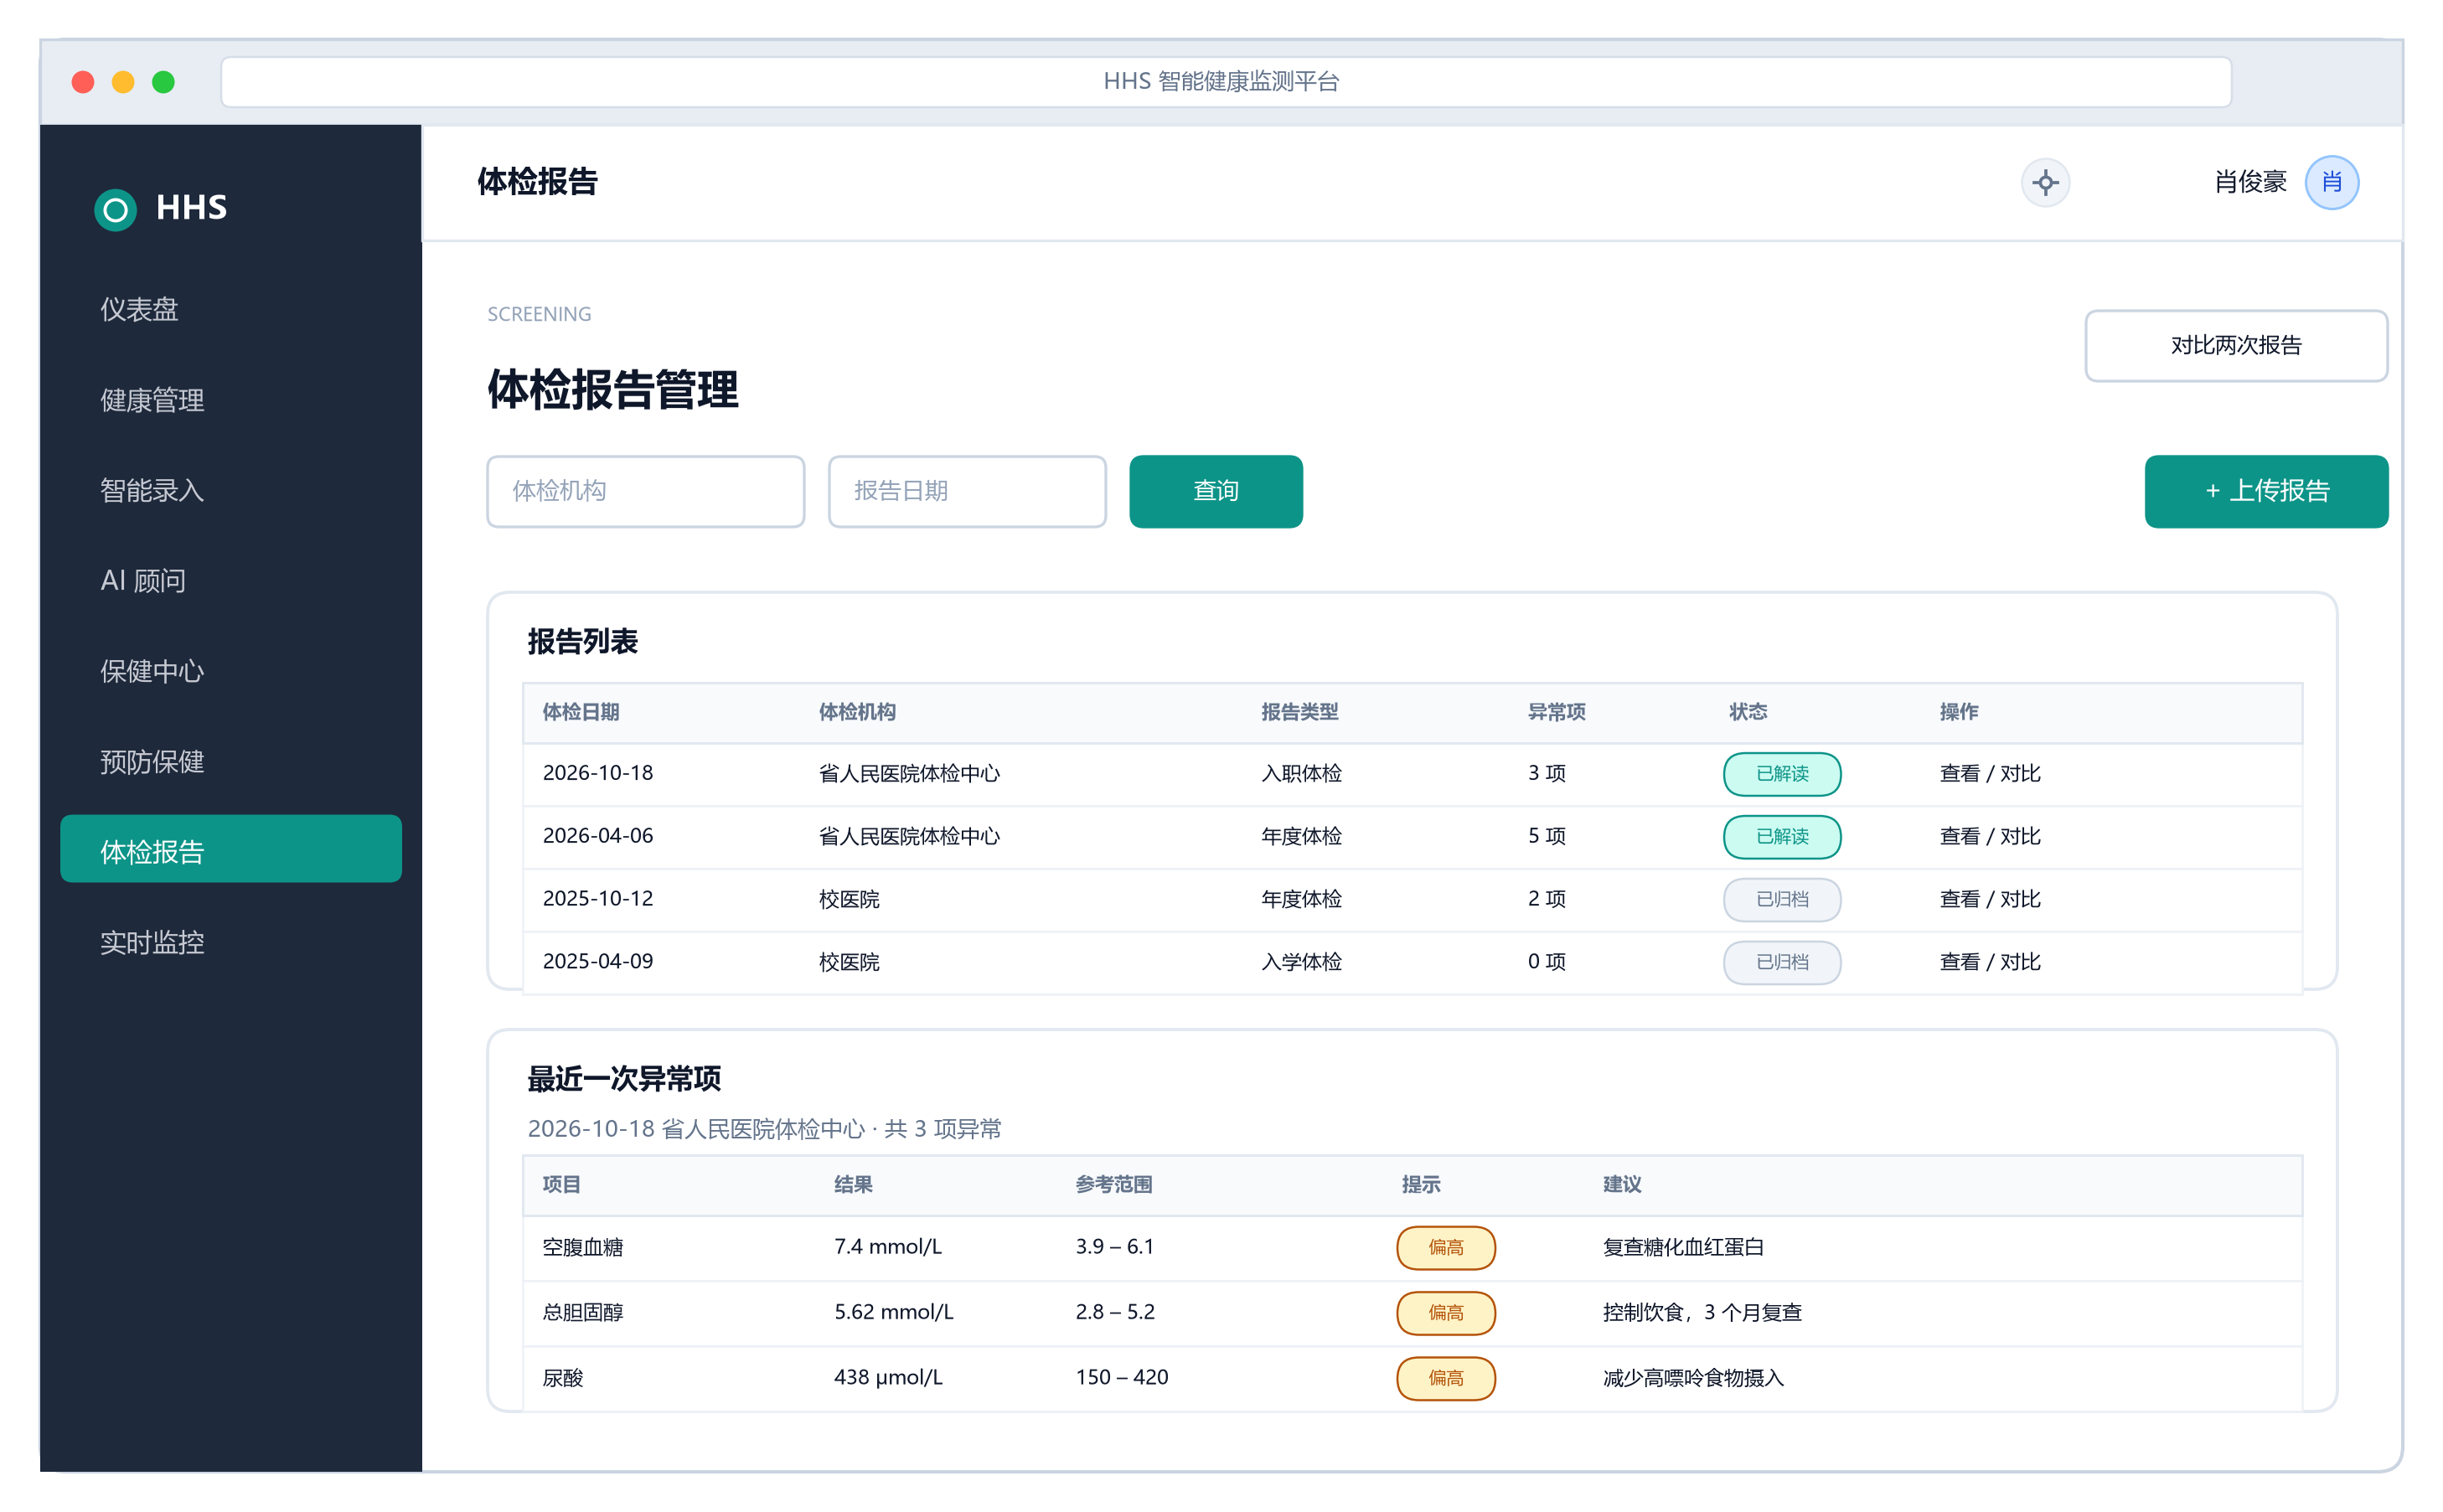 HHS 智能健康监测平台
HHS
仪表盘
健康管理
智能录入
AI 顾问
保健中心
预防保健
体检报告
实时监控
体检报告
肖俊豪 肖
SCREENING
对比两次报告
体检报告管理
体检机构 报告日期 查询 + 上传报告
报告列表
体检日期 体检机构 报告类型 异常项 状态 操作
2026-10-18 省人民医院体检中心 入职体检 3 项 已解读 查看 / 对比
2026-04-06 省人民医院体检中心 年度体检 5 项 已解读 查看 / 对比
2025-10-12 校医院 年度体检 2 项 已归档 查看 / 对比
2025-04-09 校医院 入学体检 0 项 已归档 查看 / 对比
最近一次异常项
2026-10-18 省人民医院体检中心 · 共 3 项异常
项目 结果 参考范围 提示 建议
空腹血糖 7.4 mmol/L 3.9 – 6.1 偏高 复查糖化血红蛋白
总胆固醇 5.62 mmol/L 2.8 – 5.2 偏高 控制饮食，3 个月复查
尿酸 438 μmol/L 150 – 420 偏高 减少高嘌呤食物摄入